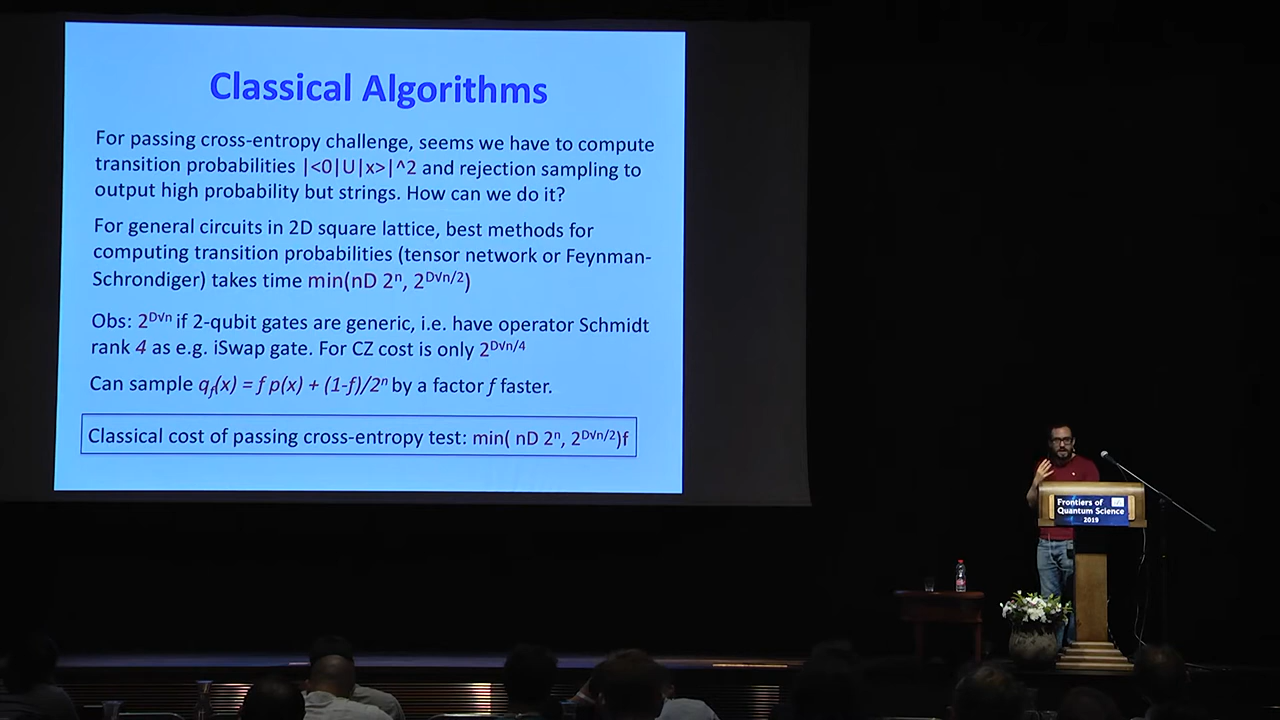 Classical Algorithms
For passing cross-entropy challenge, seems we have to compute
transition probabilities |<0|U|x>|^2 and rejection sampling to
output high probability but strings. How can we do it?
For general circuits in 2D square lattice, best methods for
computing transition probabilities (tensor network or Feynman-
Schrondiger) takes time min(nD 2ⁿ, 2^D√n/2)
Obs: 2^D√n if 2-qubit gates are generic, i.e. have operator Schmidt
rank 4 as e.g. iSwap gate. For CZ cost is only 2^D√n/4
Can sample q_f(x) = f p(x) + (1-f)/2ⁿ by a factor f faster.
Classical cost of passing cross-entropy test: min( nD 2ⁿ, 2^D√n/2)f
Frontiers of
Quantum Science
2019